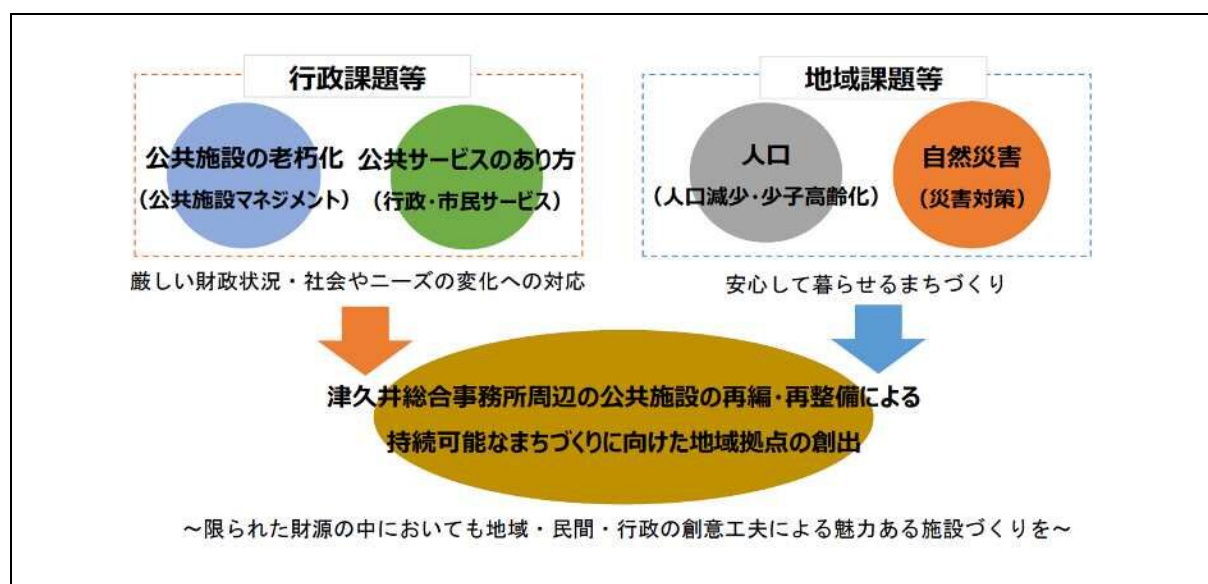 行政課題等
公共施設の老朽化
(公共施設マネジメント)
公共サービスのあり方
(行政・市民サービス)
厳しい財政状況・社会やニーズの変化への対応
地域課題等
人口
(人口減少・少子高齢化)
自然災害
(災害対策)
安心して暮らせるまちづくり
津久井総合事務所周辺の公共施設の再編・再整備による
持続可能なまちづくりに向けた地域拠点の創出
~限られた財源の中においても地域・民間・行政の創意工夫による魅力ある施設づくりを~